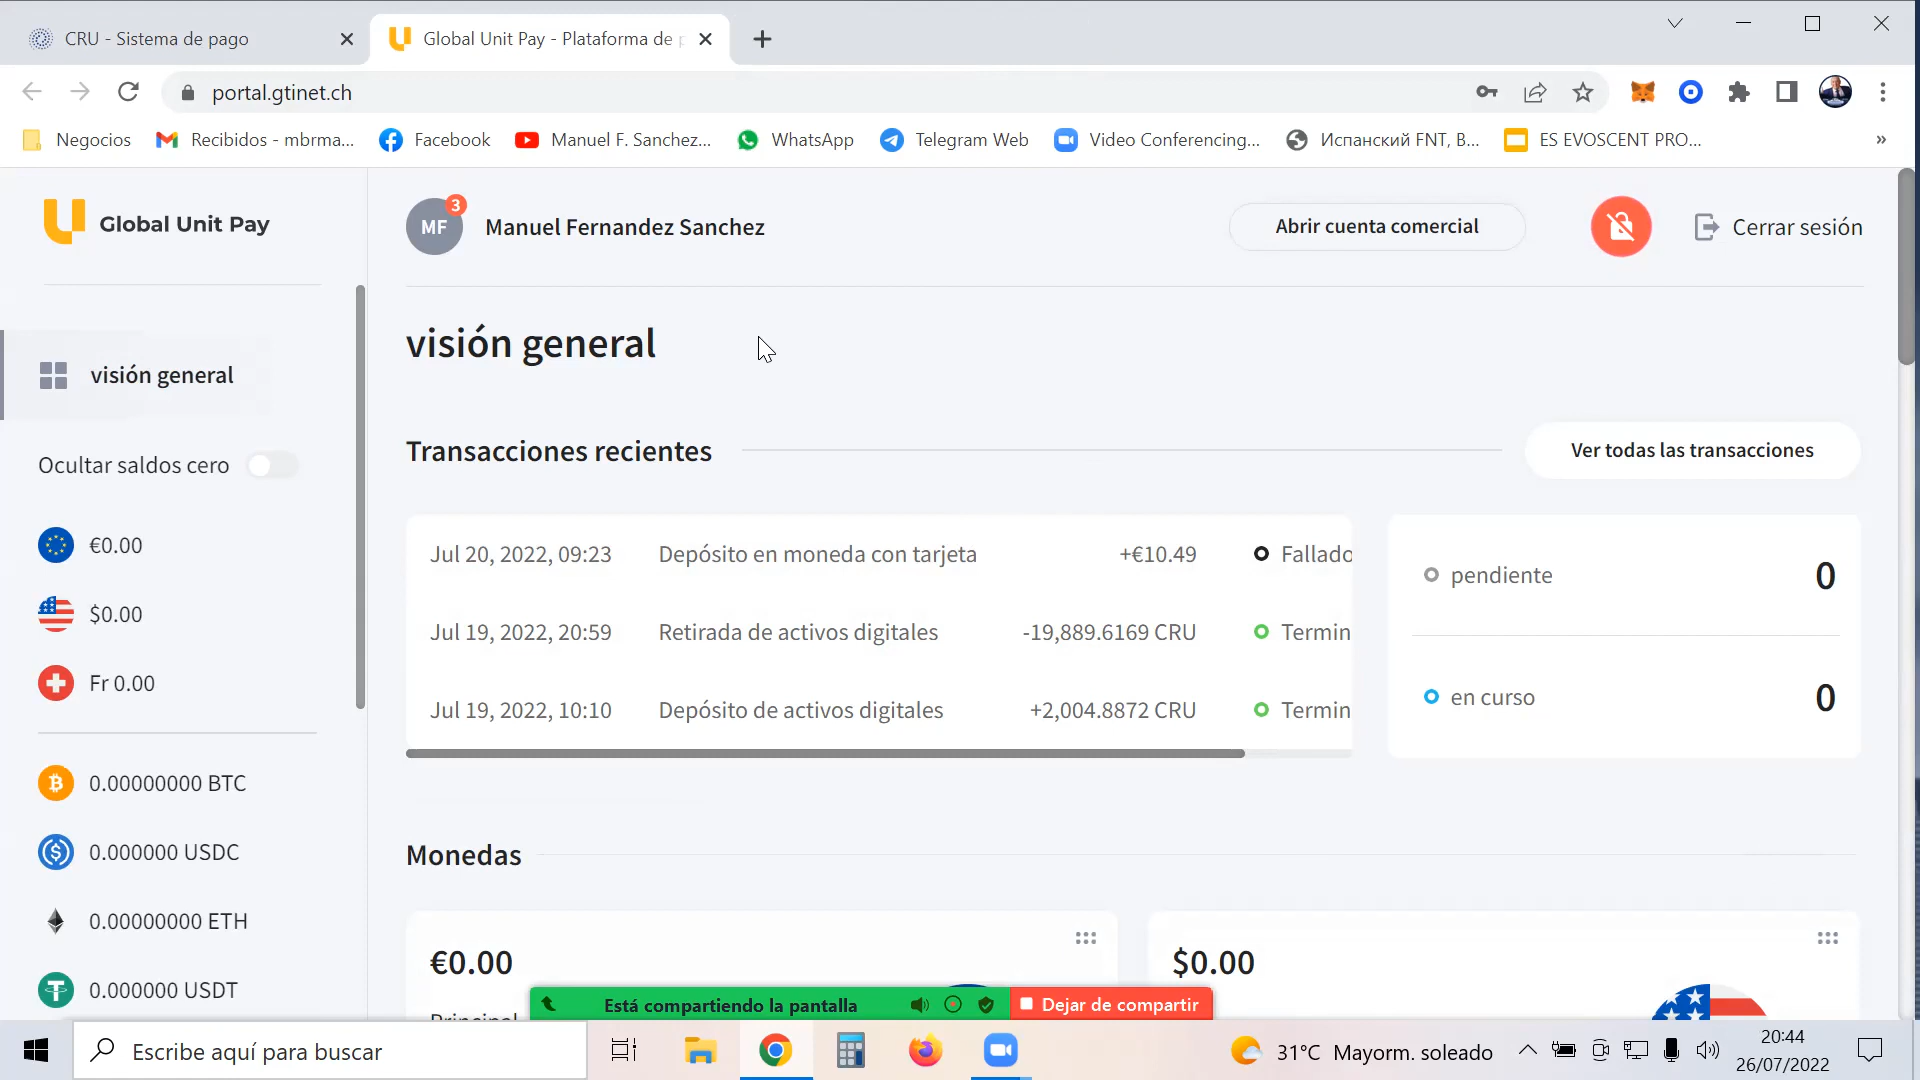 CRU - Sistema de pago
Global Unit Pay - Plataforma de p
portal.gtinet.ch
Negocios
Recibidos - mbrma...
Facebook
Manuel F. Sanchez...
WhatsApp
Telegram Web
Video Conferencing...
Испанский FNT, B...
ES EVOSCENT PRO...
»
Global Unit Pay
MF
3
Manuel Fernandez Sanchez
Abrir cuenta comercial
Cerrar sesión
visión general
visión general
Ocultar saldos cero
€0.00
$0.00
Fr 0.00
0.00000000 BTC
0.000000 USDC
0.00000000 ETH
0.000000 USDT
Transacciones recientes
Ver todas las transacciones
Jul 20, 2022, 09:23 Depósito en moneda con tarjeta +€10.49 Fallado
Jul 19, 2022, 20:59 Retirada de activos digitales -19,889.6169 CRU Termin
Jul 19, 2022, 10:10 Depósito de activos digitales +2,004.8872 CRU Termin
pendiente 0
en curso 0
Monedas
€0.00
$0.00
Principal
Está compartiendo la pantalla
Dejar de compartir
Escribe aquí para buscar
31°C Mayorm. soleado
20:44
26/07/2022